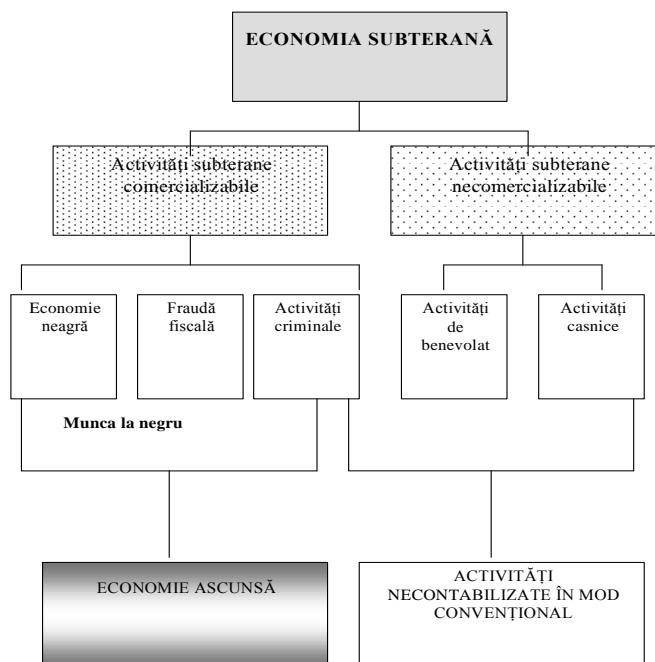 ECONOMIA SUBTERANĂ
Activități subterane
comercializabile
Activități subterane
necomercializabile
Economie
neagră
Fraudă
fiscală
Activități
criminale
Activități
de
benevolat
Activități
casnice
Munca la negru
ECONOMIE ASCUNSĂ
ACTIVITĂȚI
NECONTABILIZATE ÎN MOD
CONVENȚIONAL